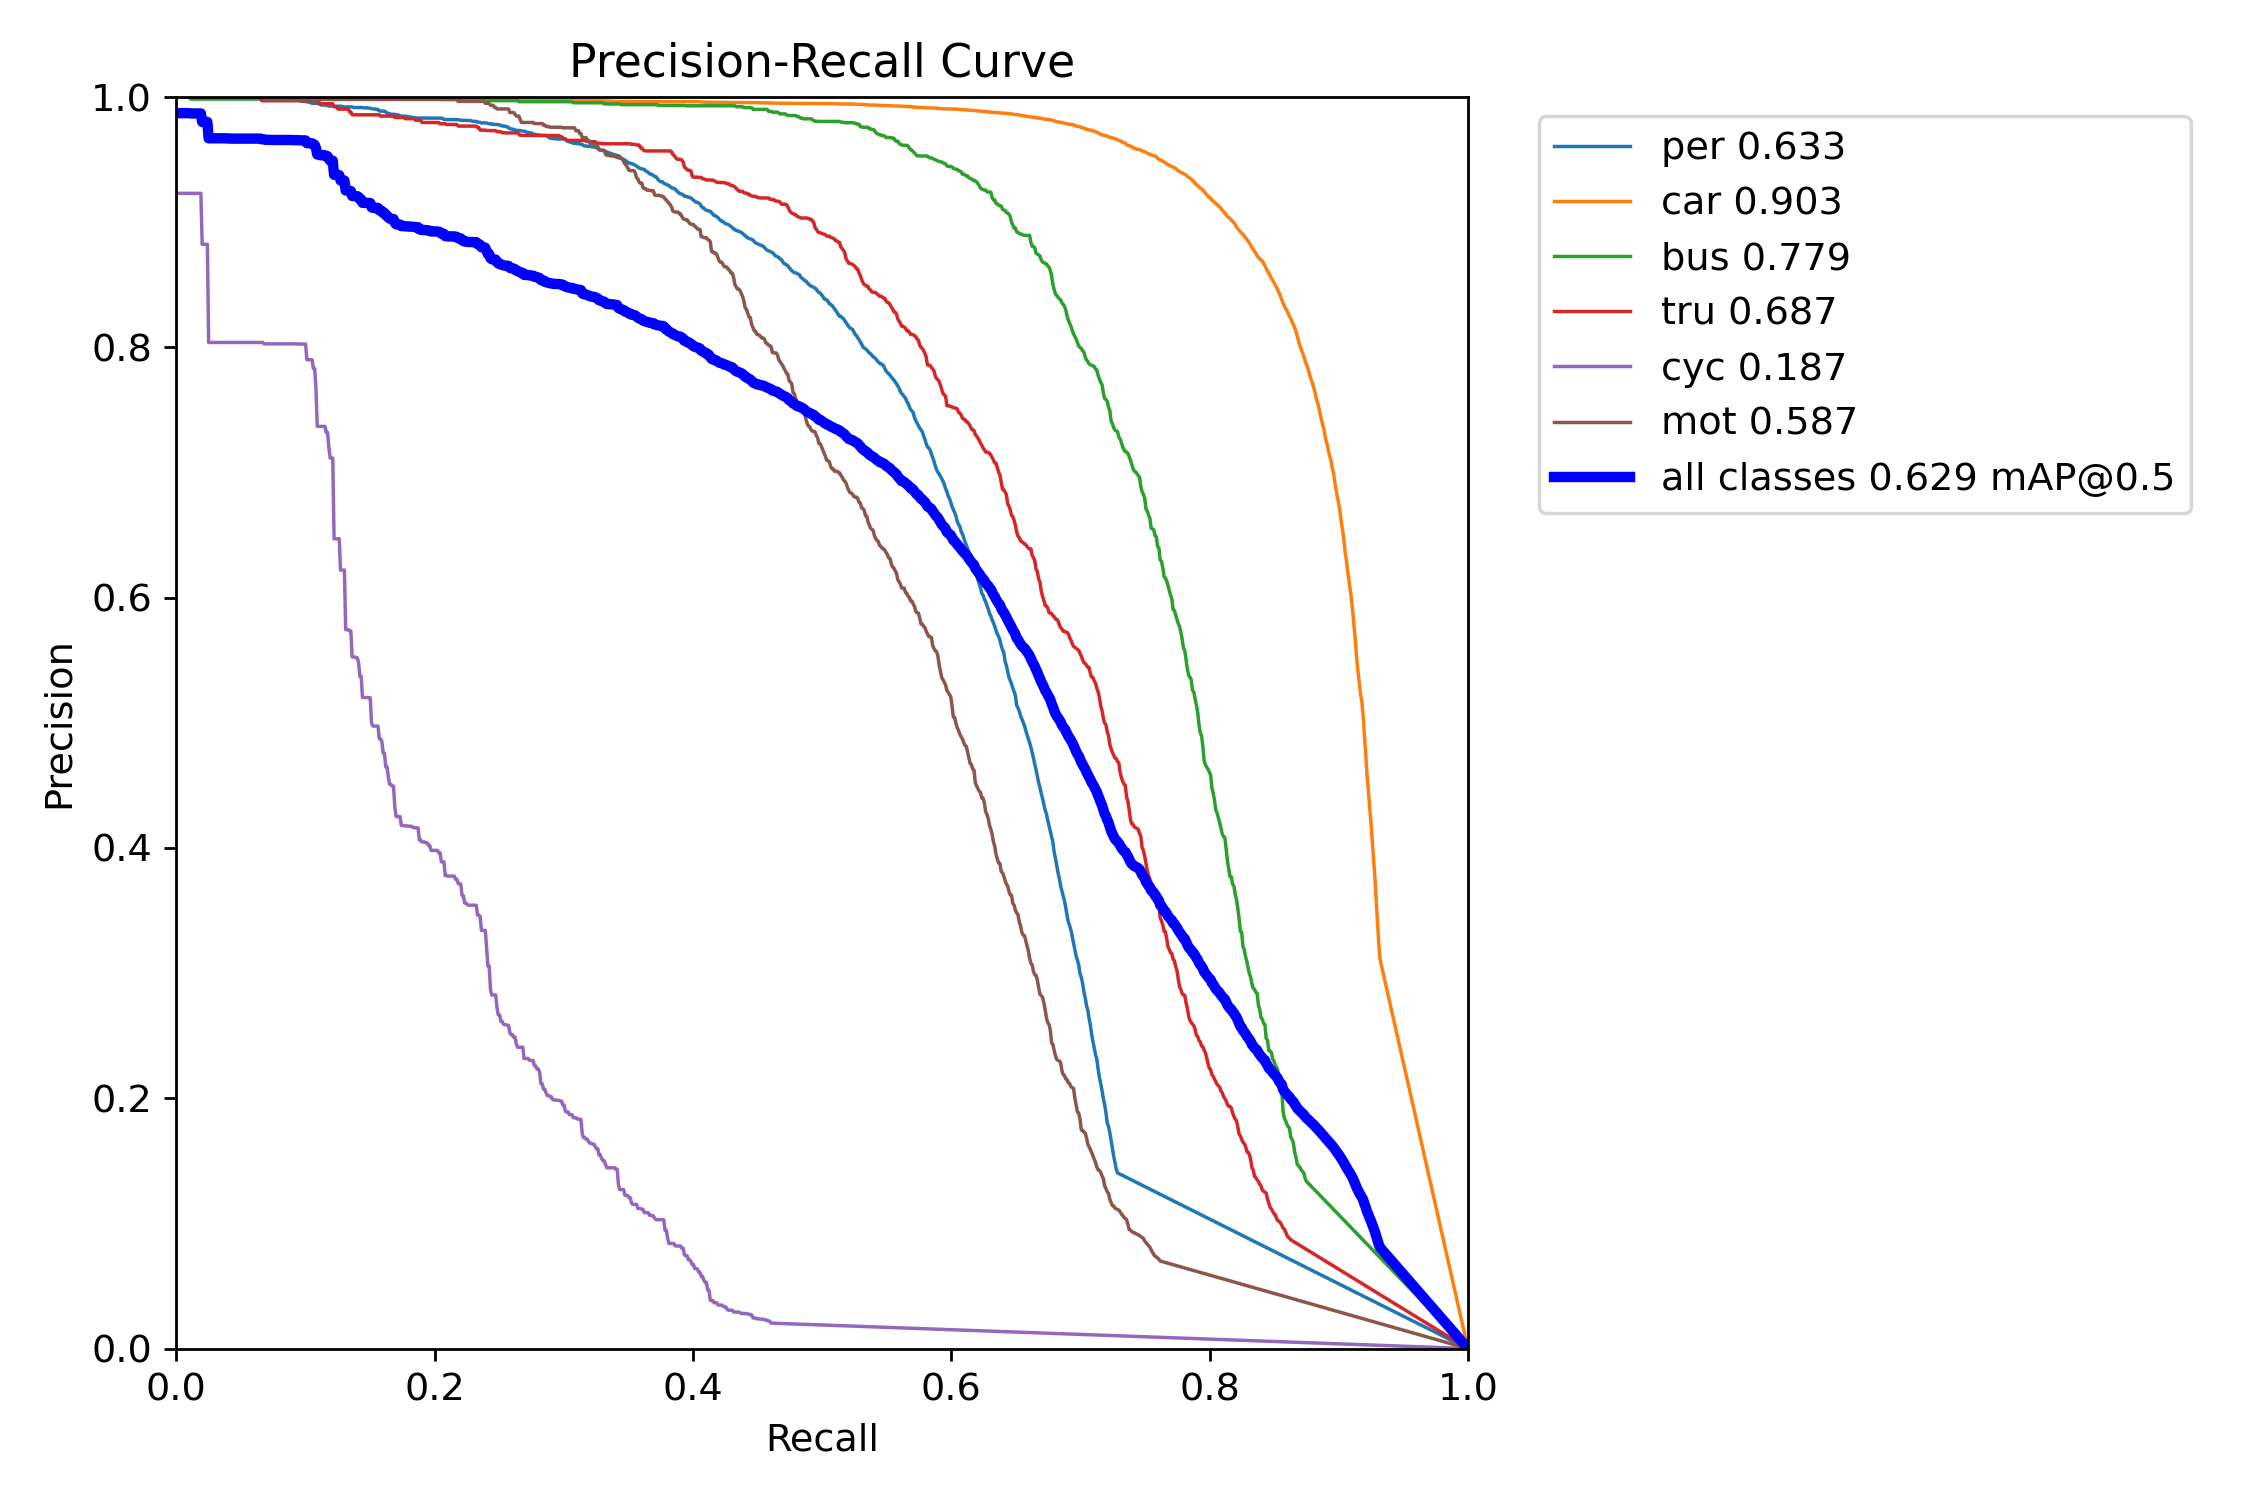 Precision-Recall Curve
1.0
0.8
0.6
0.4
0.2
0.0
Precision
0.0 0.2 0.4 0.6 0.8 1.0
Recall
per 0.633
car 0.903
bus 0.779
tru 0.687
cyc 0.187
mot 0.587
all classes 0.629 mAP@0.5